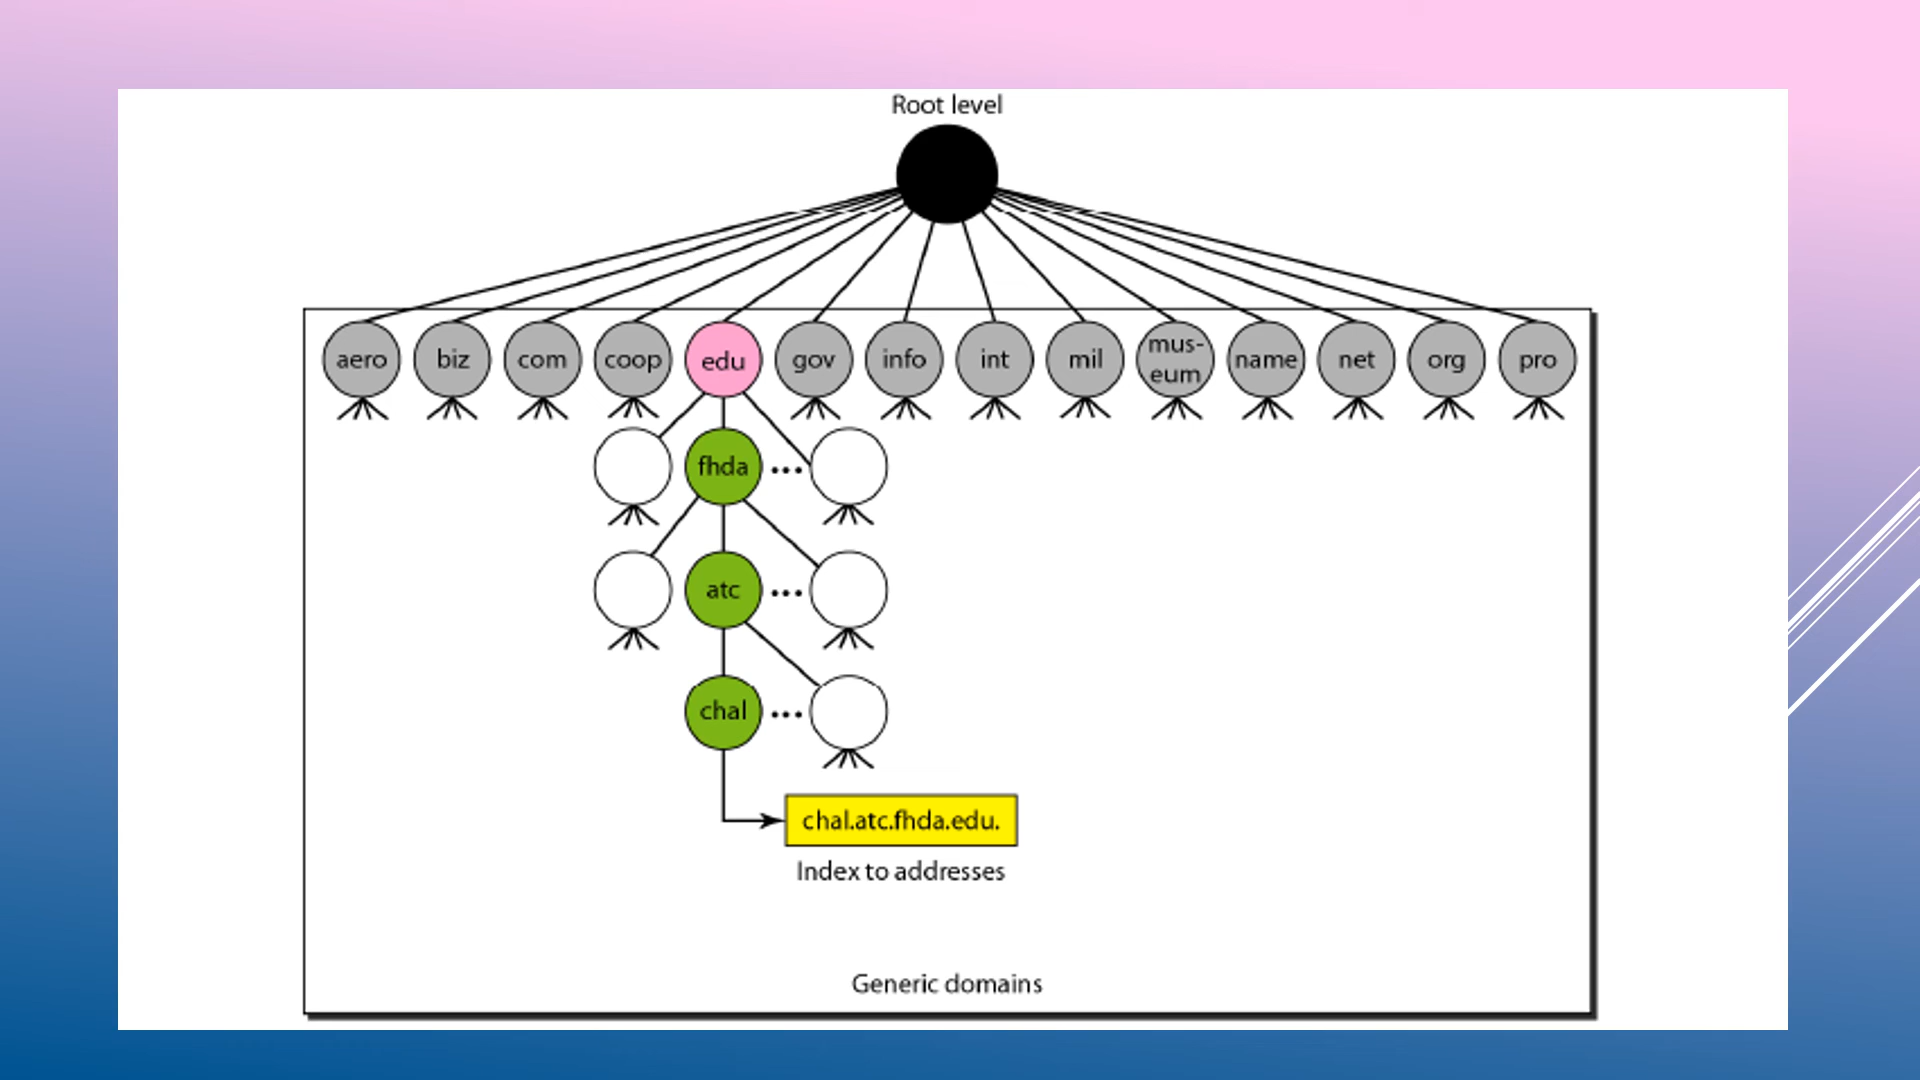 Root level
aero biz com coop edu gov info int mil mus- name net org pro
eum
fhda ...
atc ...
chal ...
chal.atc.fhda.edu.
Index to addresses
Generic domains